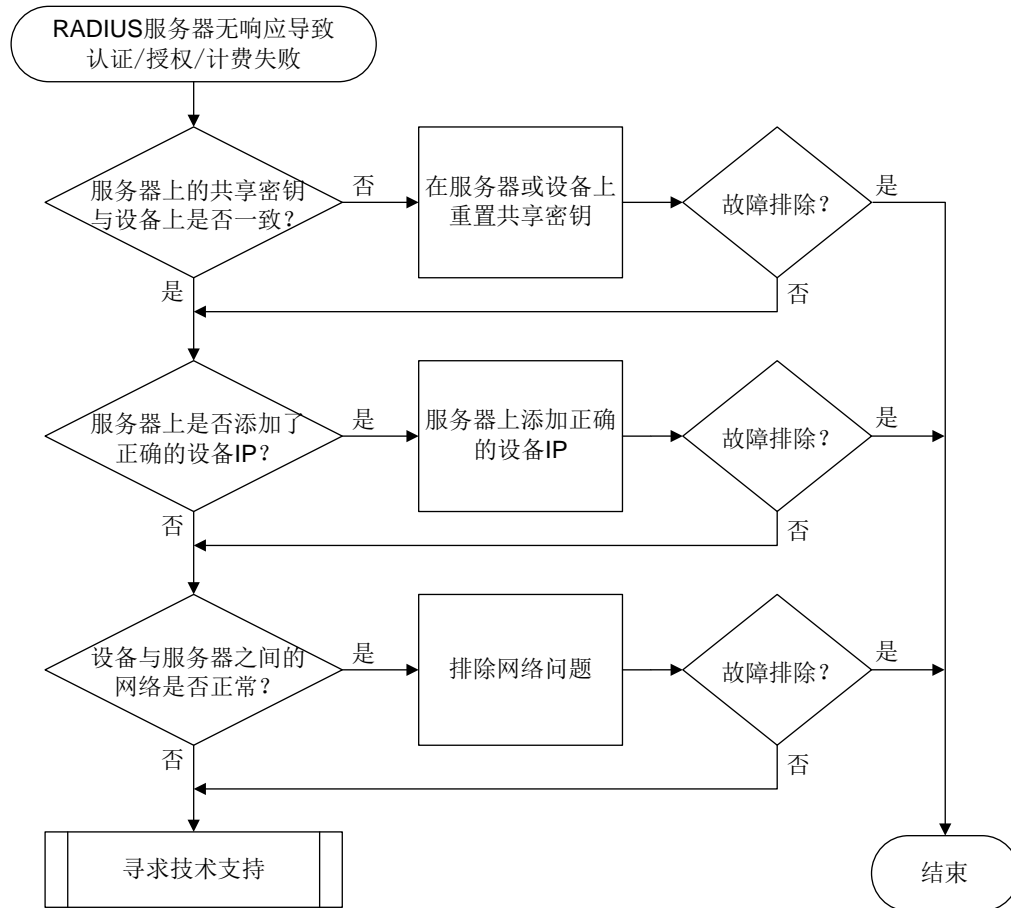 RADIUS服务器无响应导致
认证/授权/计费失败
服务器上的共享密钥
与设备上是否一致？
否
在服务器或设备上
重置共享密钥
故障排除？
是
是
否
服务器上是否添加了
正确的设备IP？
是
服务器上添加正确
的设备IP
故障排除？
是
否
否
设备与服务器之间的
网络是否正常？
是
排除网络问题
故障排除？
是
否
否
寻求技术支持
结束